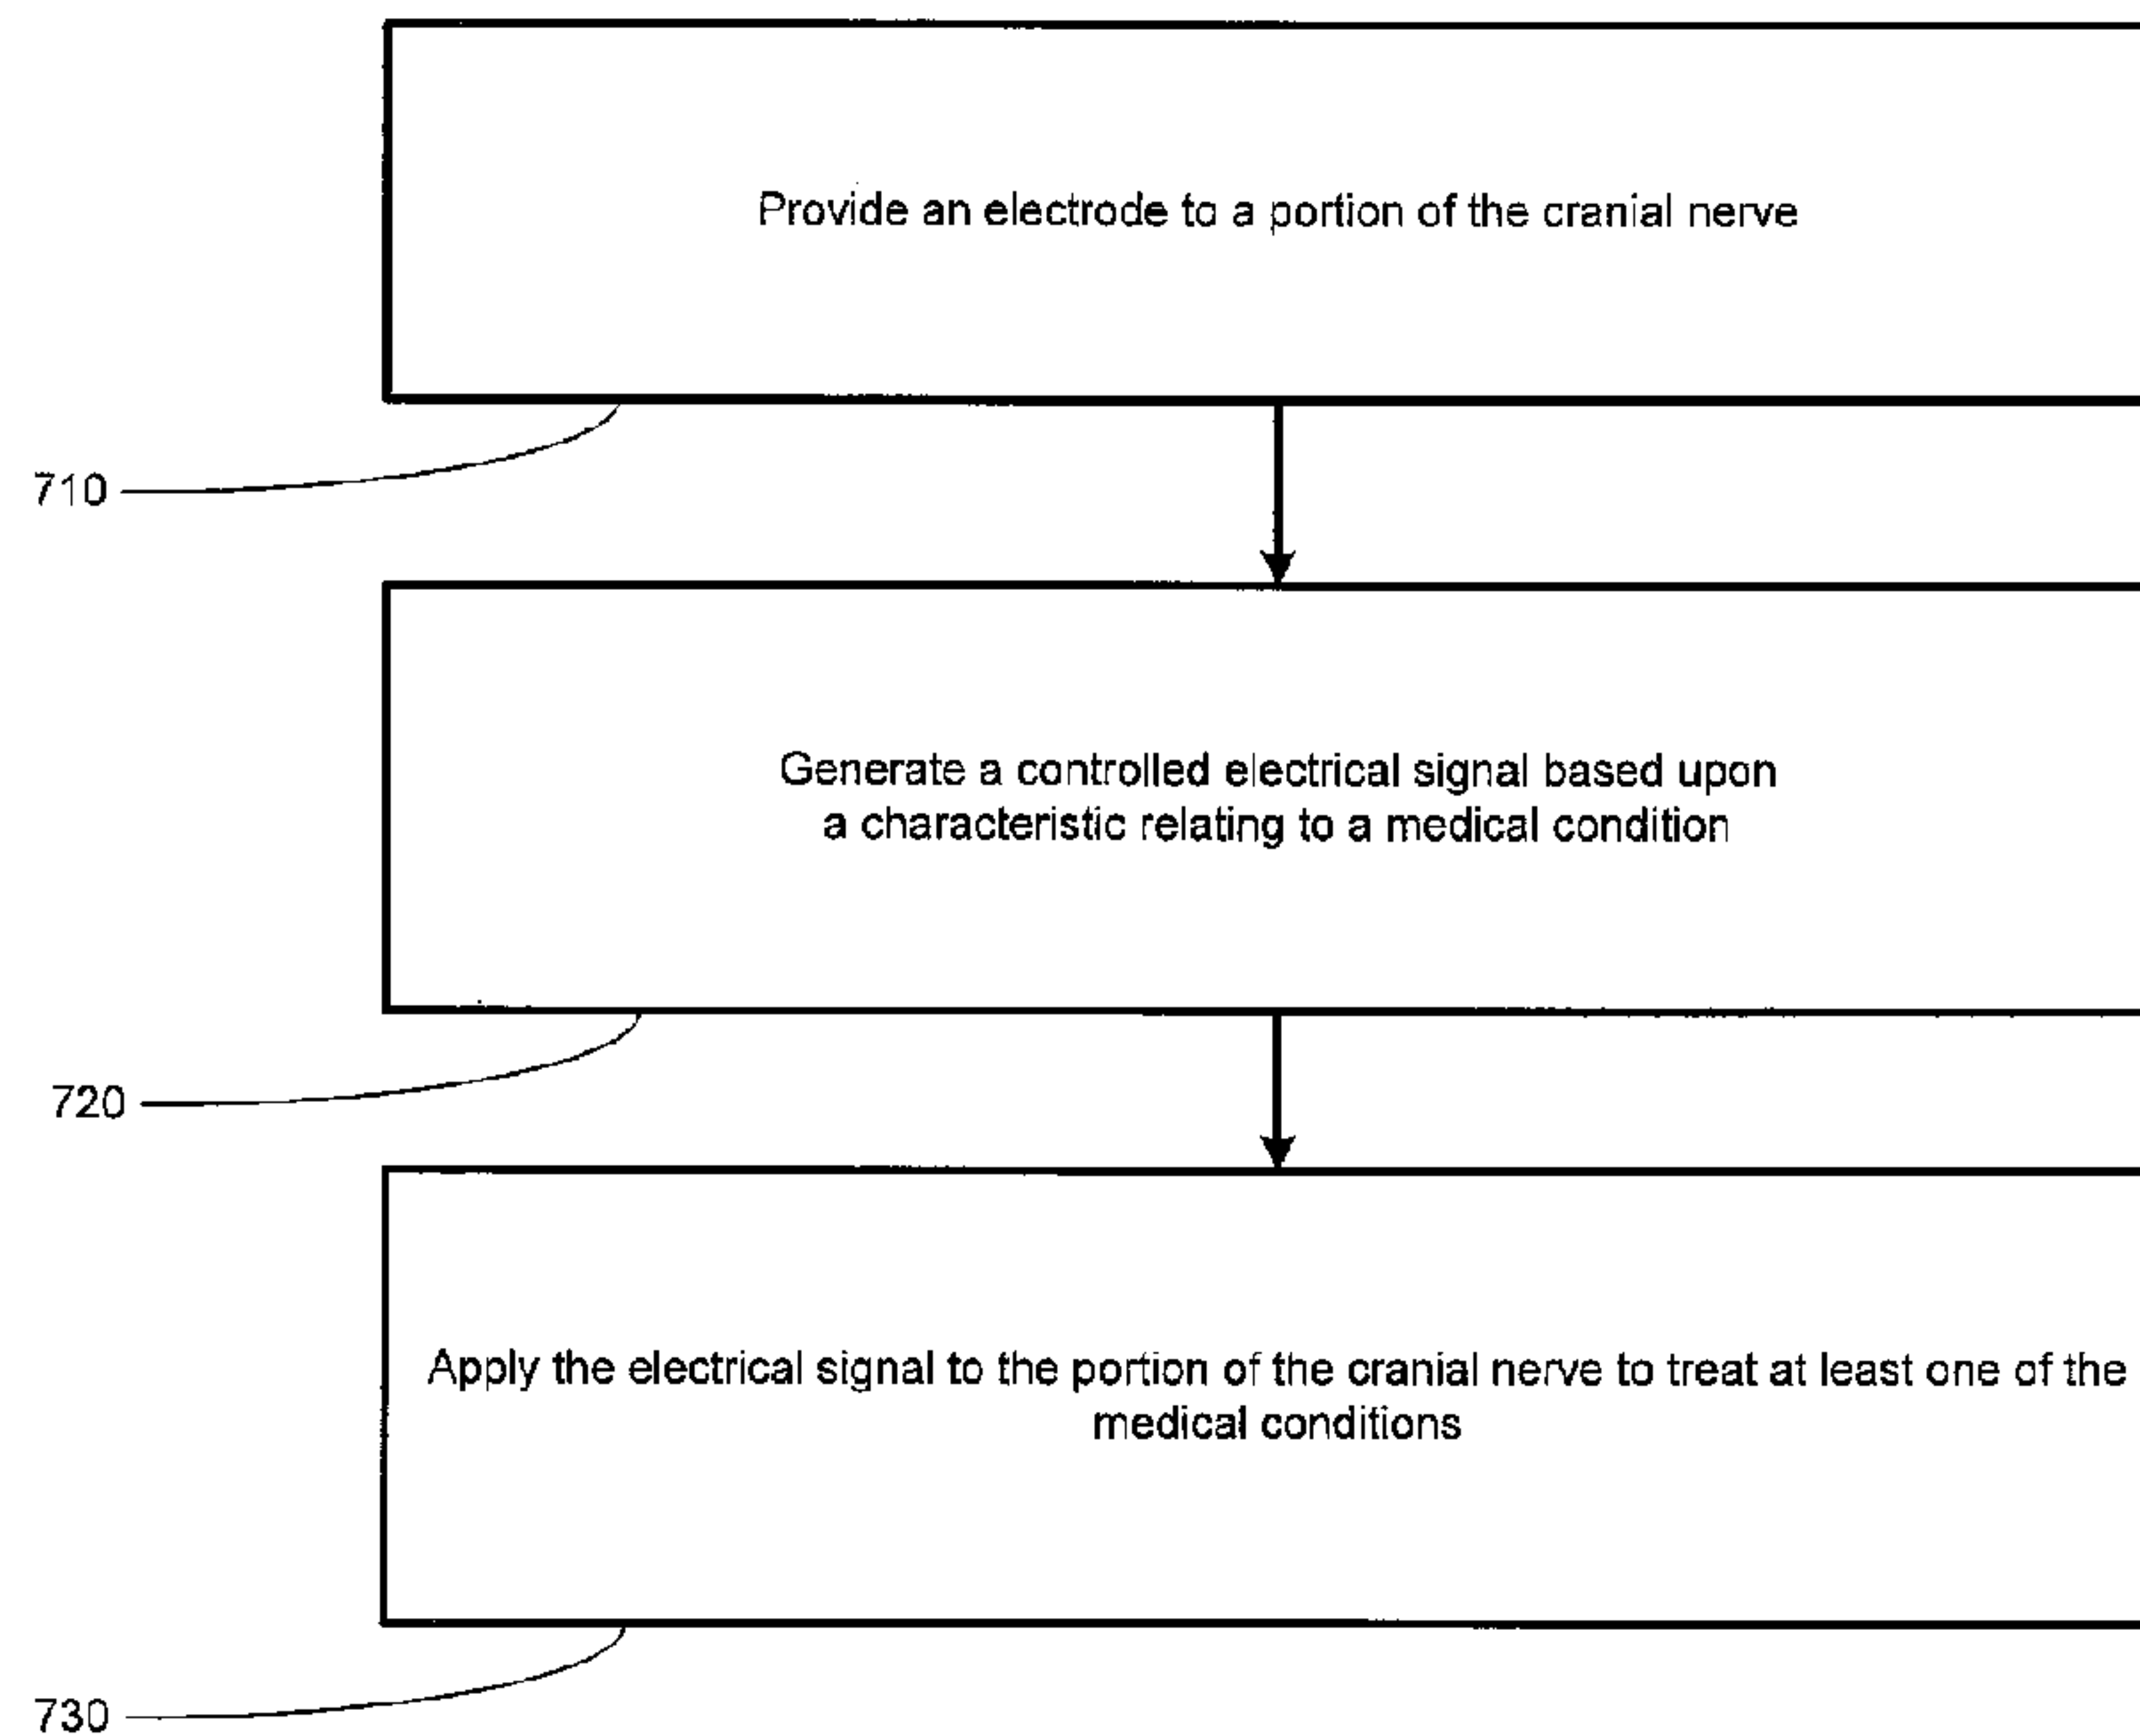 Provide an electrode to a portion of the cranial nerve
710
Generate a controlled electrical signal based upon
a characteristic relating to a medical condition
720
Apply the electrical signal to the portion of the cranial nerve to treat at least one of the
medical conditions
730